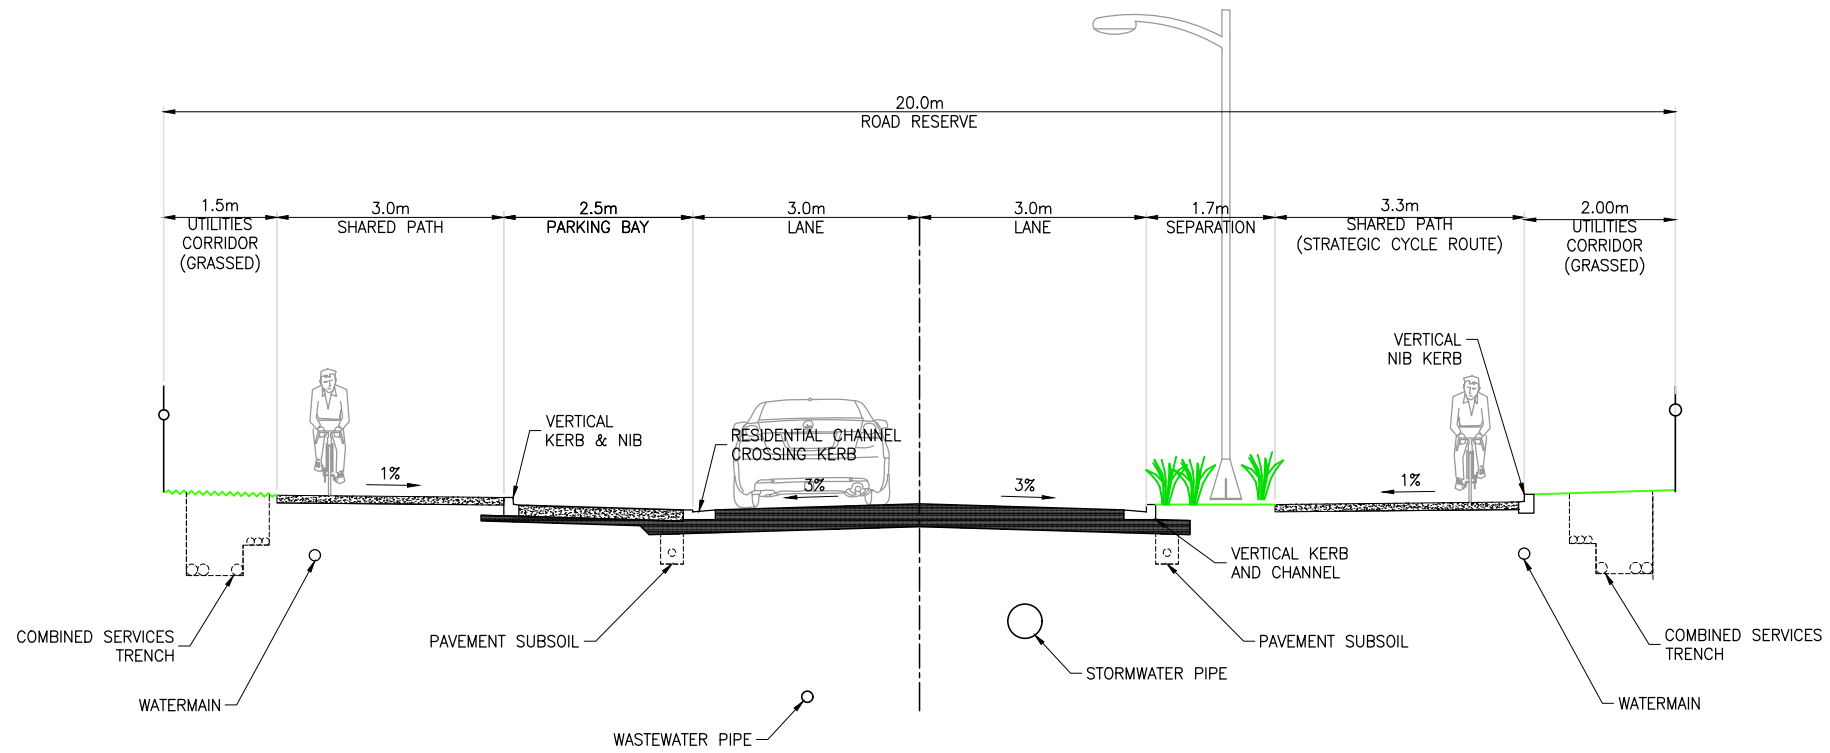 20.0m
ROAD RESERVE
1.5m
UTILITIES
CORRIDOR
(GRASSED)
3.0m
SHARED PATH
2.5m
PARKING BAY
3.0m
LANE
3.0m
LANE
1.7m
SEPARATION
3.3m
SHARED PATH
(STRATEGIC CYCLE ROUTE)
2.00m
UTILITIES
CORRIDOR
(GRASSED)
VERTICAL
NIB KERB
VERTICAL
KERB & NIB
RESIDENTIAL CHANNEL
CROSSING KERB
1%
3%
3%
1%
VERTICAL KERB
AND CHANNEL
COMBINED SERVICES
TRENCH
PAVEMENT SUBSOIL
PAVEMENT SUBSOIL
COMBINED SERVICES
TRENCH
STORMWATER PIPE
WATERMAIN
WATERMAIN
WASTEWATER PIPE